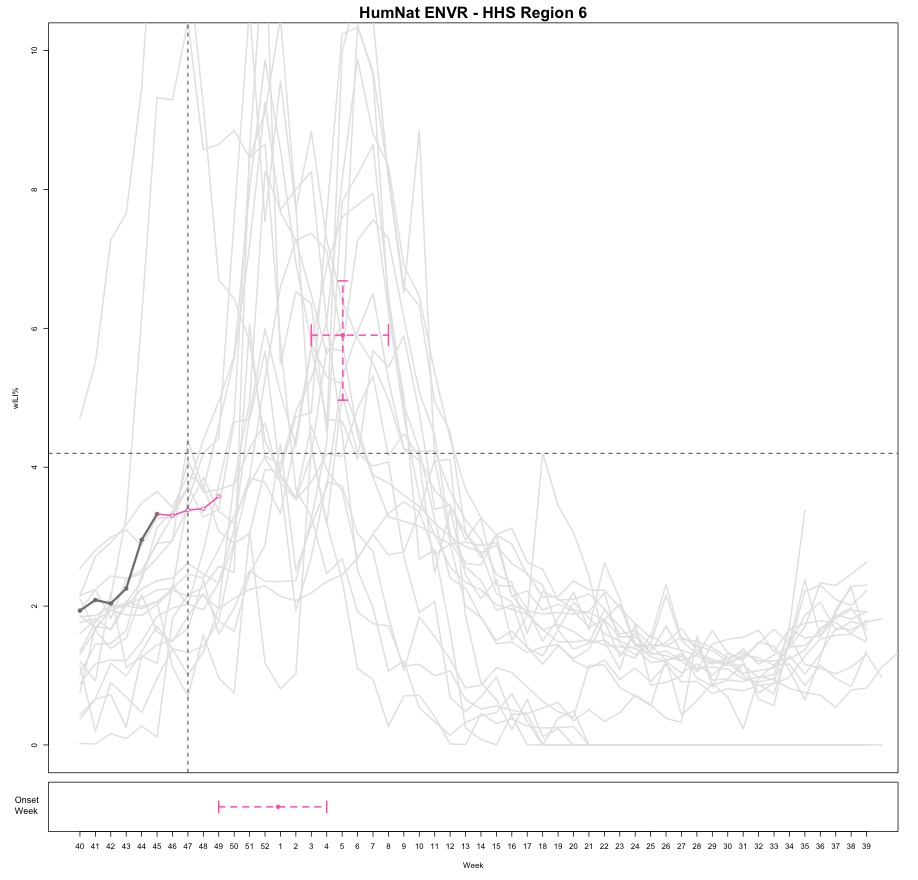 HumNat ENVR - HHS Region 6
10
8
6
4
2
0
wILI%
Onset
Week
40 41 42 43 44 45 46 47 48 49 50 51 52 1 2 3 4 5 6 7 8 9 10 11 12 13 14 15 16 17 18 19 20 21 22 23 24 25 26 27 28 29 30 31 32 33 34 35 36 37 38 39
Week